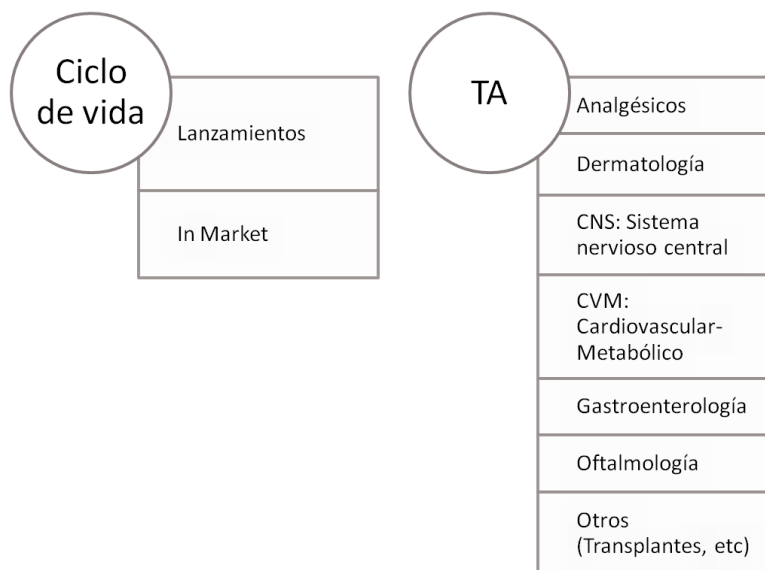 Ciclo
de vida
Lanzamientos
In Market
TA
Analgésicos
Dermatología
CNS: Sistema
nervioso central
CVM:
Cardiovascular-
Metabólico
Gastroenterología
Oftalmología
Otros
(Transplantes, etc)